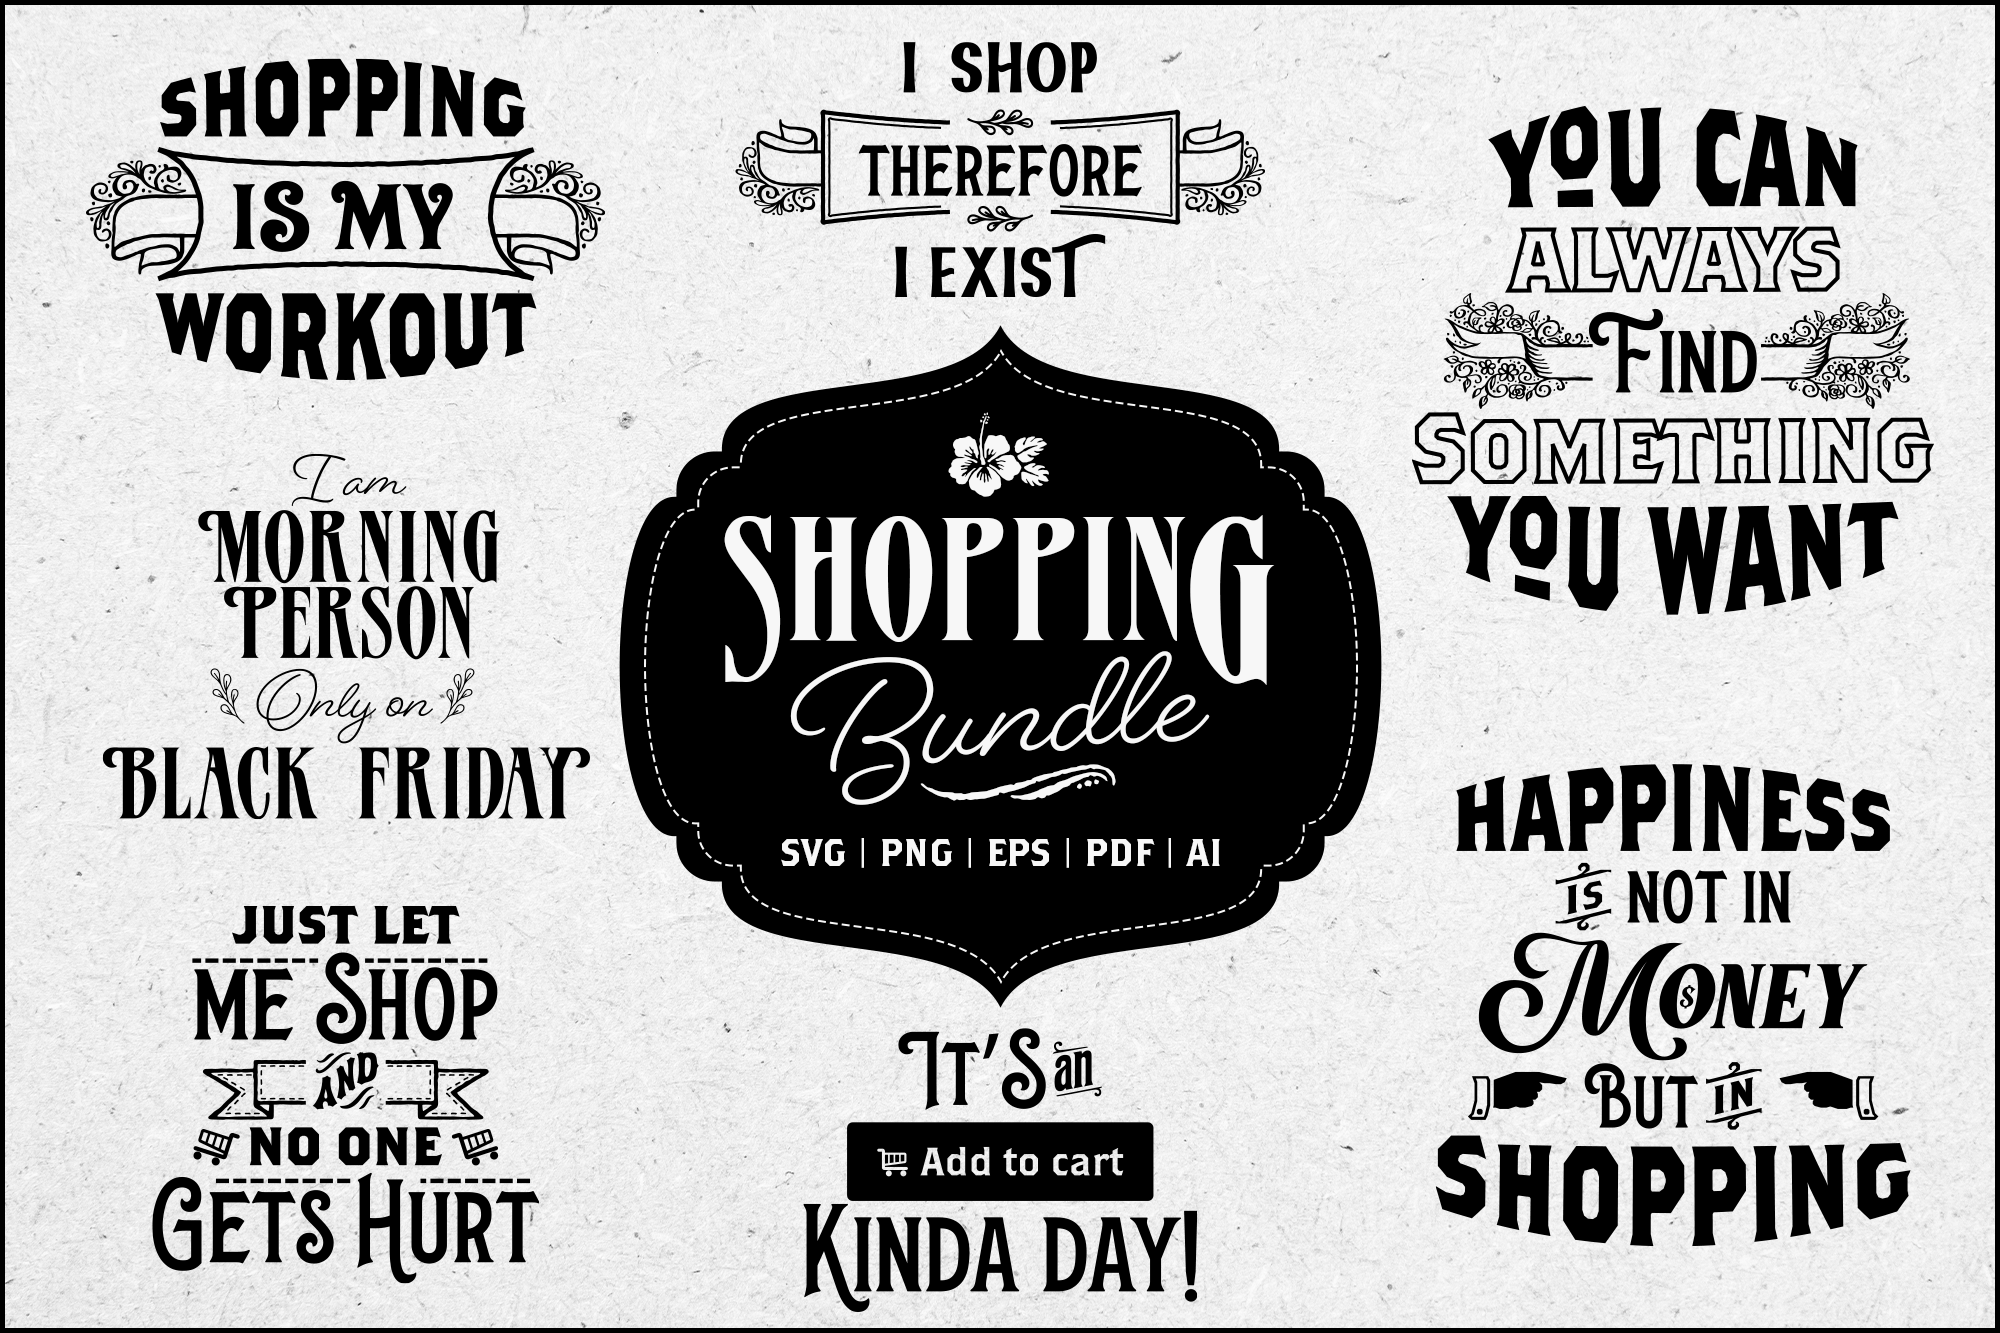 SHOPPING
IS MY
WORKOUT
I SHOP
THEREFORE
I EXIST
YOU CAN
ALWAYS
FIND
SOMETHING
YOU WANT
I am
MORNING
PERSON
Only on
BLACK FRIDAY
SHOPPING
Bundle
SVG | PNG | EPS | PDF | AI
JUST LET
ME SHOP
AND
NO ONE
GETS HURT
IT'S an
Add to cart
KINDA DAY!
HAPPINESS
IS NOT IN
MONEY
$
BUT IN
SHOPPING